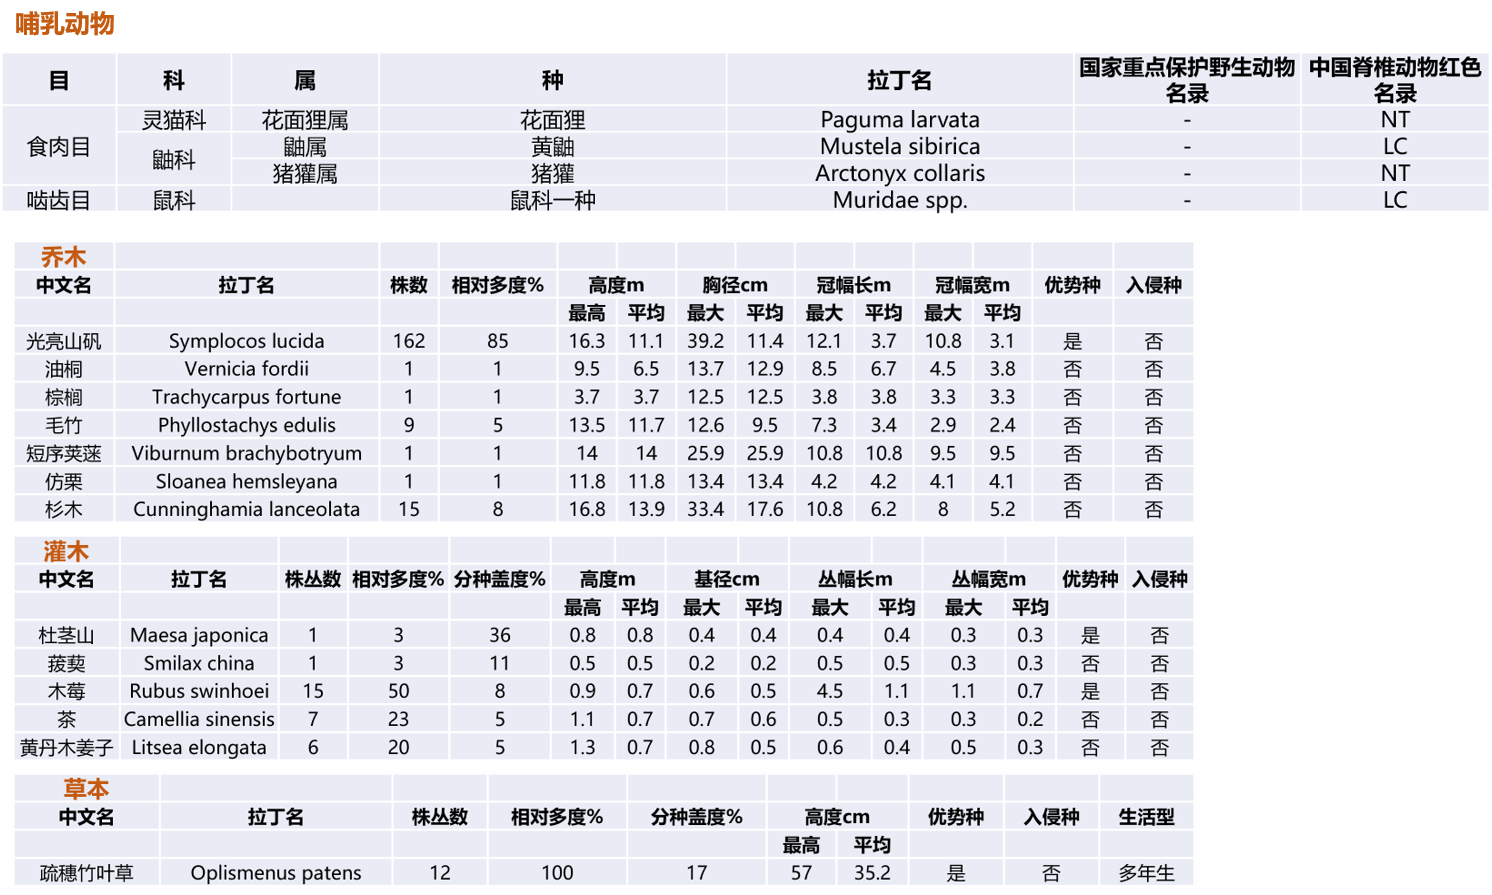 哺乳动物
目 科 属 种 拉丁名 国家重点保护野生动物名录 中国脊椎动物红色名录
食肉目 灵猫科 花面狸属 花面狸 Paguma larvata - NT
鼬科 鼬属 黄鼬 Mustela sibirica - LC
猪獾属 猪獾 Arctonyx collaris - NT
啮齿目 鼠科 鼠科一种 Muridae spp. - LC
乔木
中文名 拉丁名 株数 相对多度% 高度m 胸径cm 冠幅长m 冠幅宽m 优势种 入侵种
最高 平均 最大 平均 最大 平均 最大 平均
光亮山矾 Symplocos lucida 162 85 16.3 11.1 39.2 11.4 12.1 3.7 10.8 3.1 是 否
油桐 Vernicia fordii 1 1 9.5 6.5 13.7 12.9 8.5 6.7 4.5 3.8 否 否
棕榈 Trachycarpus fortune 1 1 3.7 3.7 12.5 12.5 3.8 3.8 3.3 3.3 否 否
毛竹 Phyllostachys edulis 9 5 13.5 11.7 12.6 9.5 7.3 3.4 2.9 2.4 否 否
短序荚蒾 Viburnum brachybotryum 1 1 14 14 25.9 25.9 10.8 10.8 9.5 9.5 否 否
仿栗 Sloanea hemsleyana 1 1 11.8 11.8 13.4 13.4 4.2 4.2 4.1 4.1 否 否
杉木 Cunninghamia lanceolata 15 8 16.8 13.9 33.4 17.6 10.8 6.2 8 5.2 否 否
灌木
中文名 拉丁名 株丛数 相对多度% 分种盖度% 高度m 基径cm 丛幅长m 丛幅宽m 优势种 入侵种
最高 平均 最大 平均 最大 平均 最大 平均
杜茎山 Maesa japonica 1 3 36 0.8 0.8 0.4 0.4 0.4 0.4 0.3 0.3 是 否
菝葜 Smilax china 1 3 11 0.5 0.5 0.2 0.2 0.5 0.5 0.3 0.3 否 否
木莓 Rubus swinhoei 15 50 8 0.9 0.7 0.6 0.5 4.5 1.1 1.1 0.7 是 否
茶 Camellia sinensis 7 23 5 1.1 0.7 0.7 0.6 0.5 0.3 0.3 0.2 否 否
黄丹木姜子 Litsea elongata 6 20 5 1.3 0.7 0.8 0.5 0.6 0.4 0.5 0.3 否 否
草本
中文名 拉丁名 株丛数 相对多度% 分种盖度% 高度cm 优势种 入侵种 生活型
最高 平均
疏穗竹叶草 Oplismenus patens 12 100 17 57 35.2 是 否 多年生